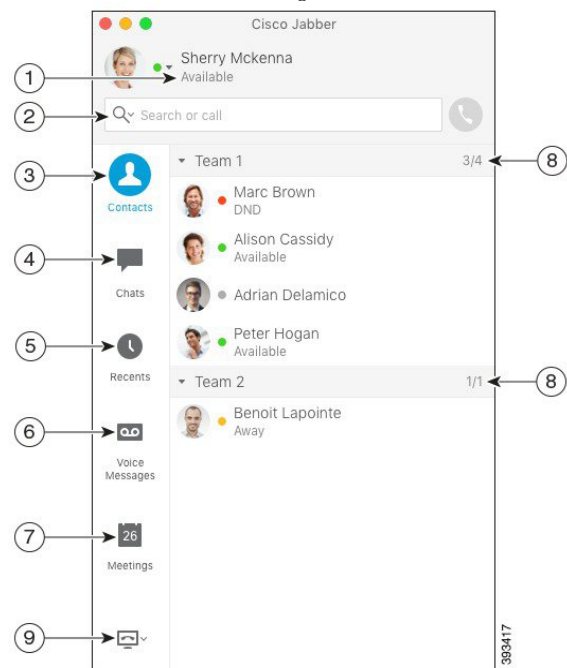 Cisco Jabber
Sherry Mckenna
1
Available
2
Search or call
3
Contacts
Team 1
3/4
8
Marc Brown
DND
4
Chats
Alison Cassidy
Available
Adrian Delamico
5
Recents
Peter Hogan
Available
Team 2
1/1
8
6
Voice
Messages
Benoit Lapointe
Away
7
26
Meetings
9
393417